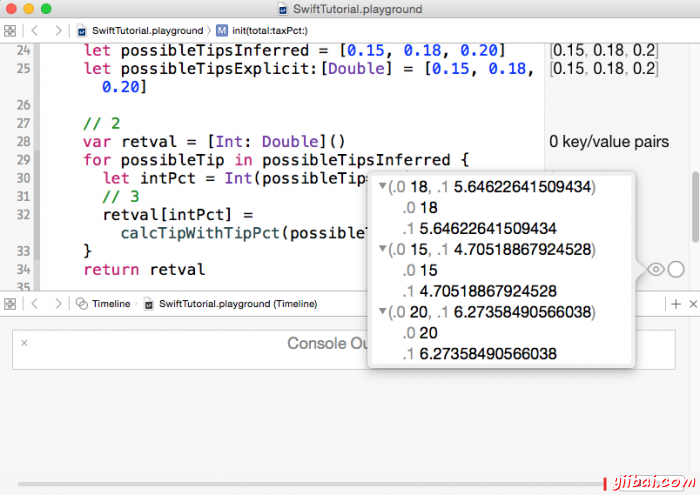 SwiftTutorial.playground
SwiftTutorial.playground M init(total:taxPct:)
24 let possibleTipsInferred = [0.15, 0.18, 0.20] [0.15, 0.18, 0.2]
25 let possibleTipsExplicit:[Double] = [0.15, 0.18, [0.15, 0.18, 0.2]
0.20]
26
27 // 2
28 var retval = [Int: Double]() 0 key/value pairs
29 for possibleTip in possibleTipsInferred {
30 let intPct = Int(possibleTip
31 // 3
32 retval[intPct] =
calcTipWithTipPct(possibleT
33 }
34 return retval
35
(.0 18, .1 5.64622641509434)
.0 18
.1 5.64622641509434
(.0 15, .1 4.70518867924528)
.0 15
.1 4.70518867924528
(.0 20, .1 6.27358490566038)
.0 20
.1 6.27358490566038
Timeline SwiftTutorial.playground (Timeline)
Console Ou
yiibai.com